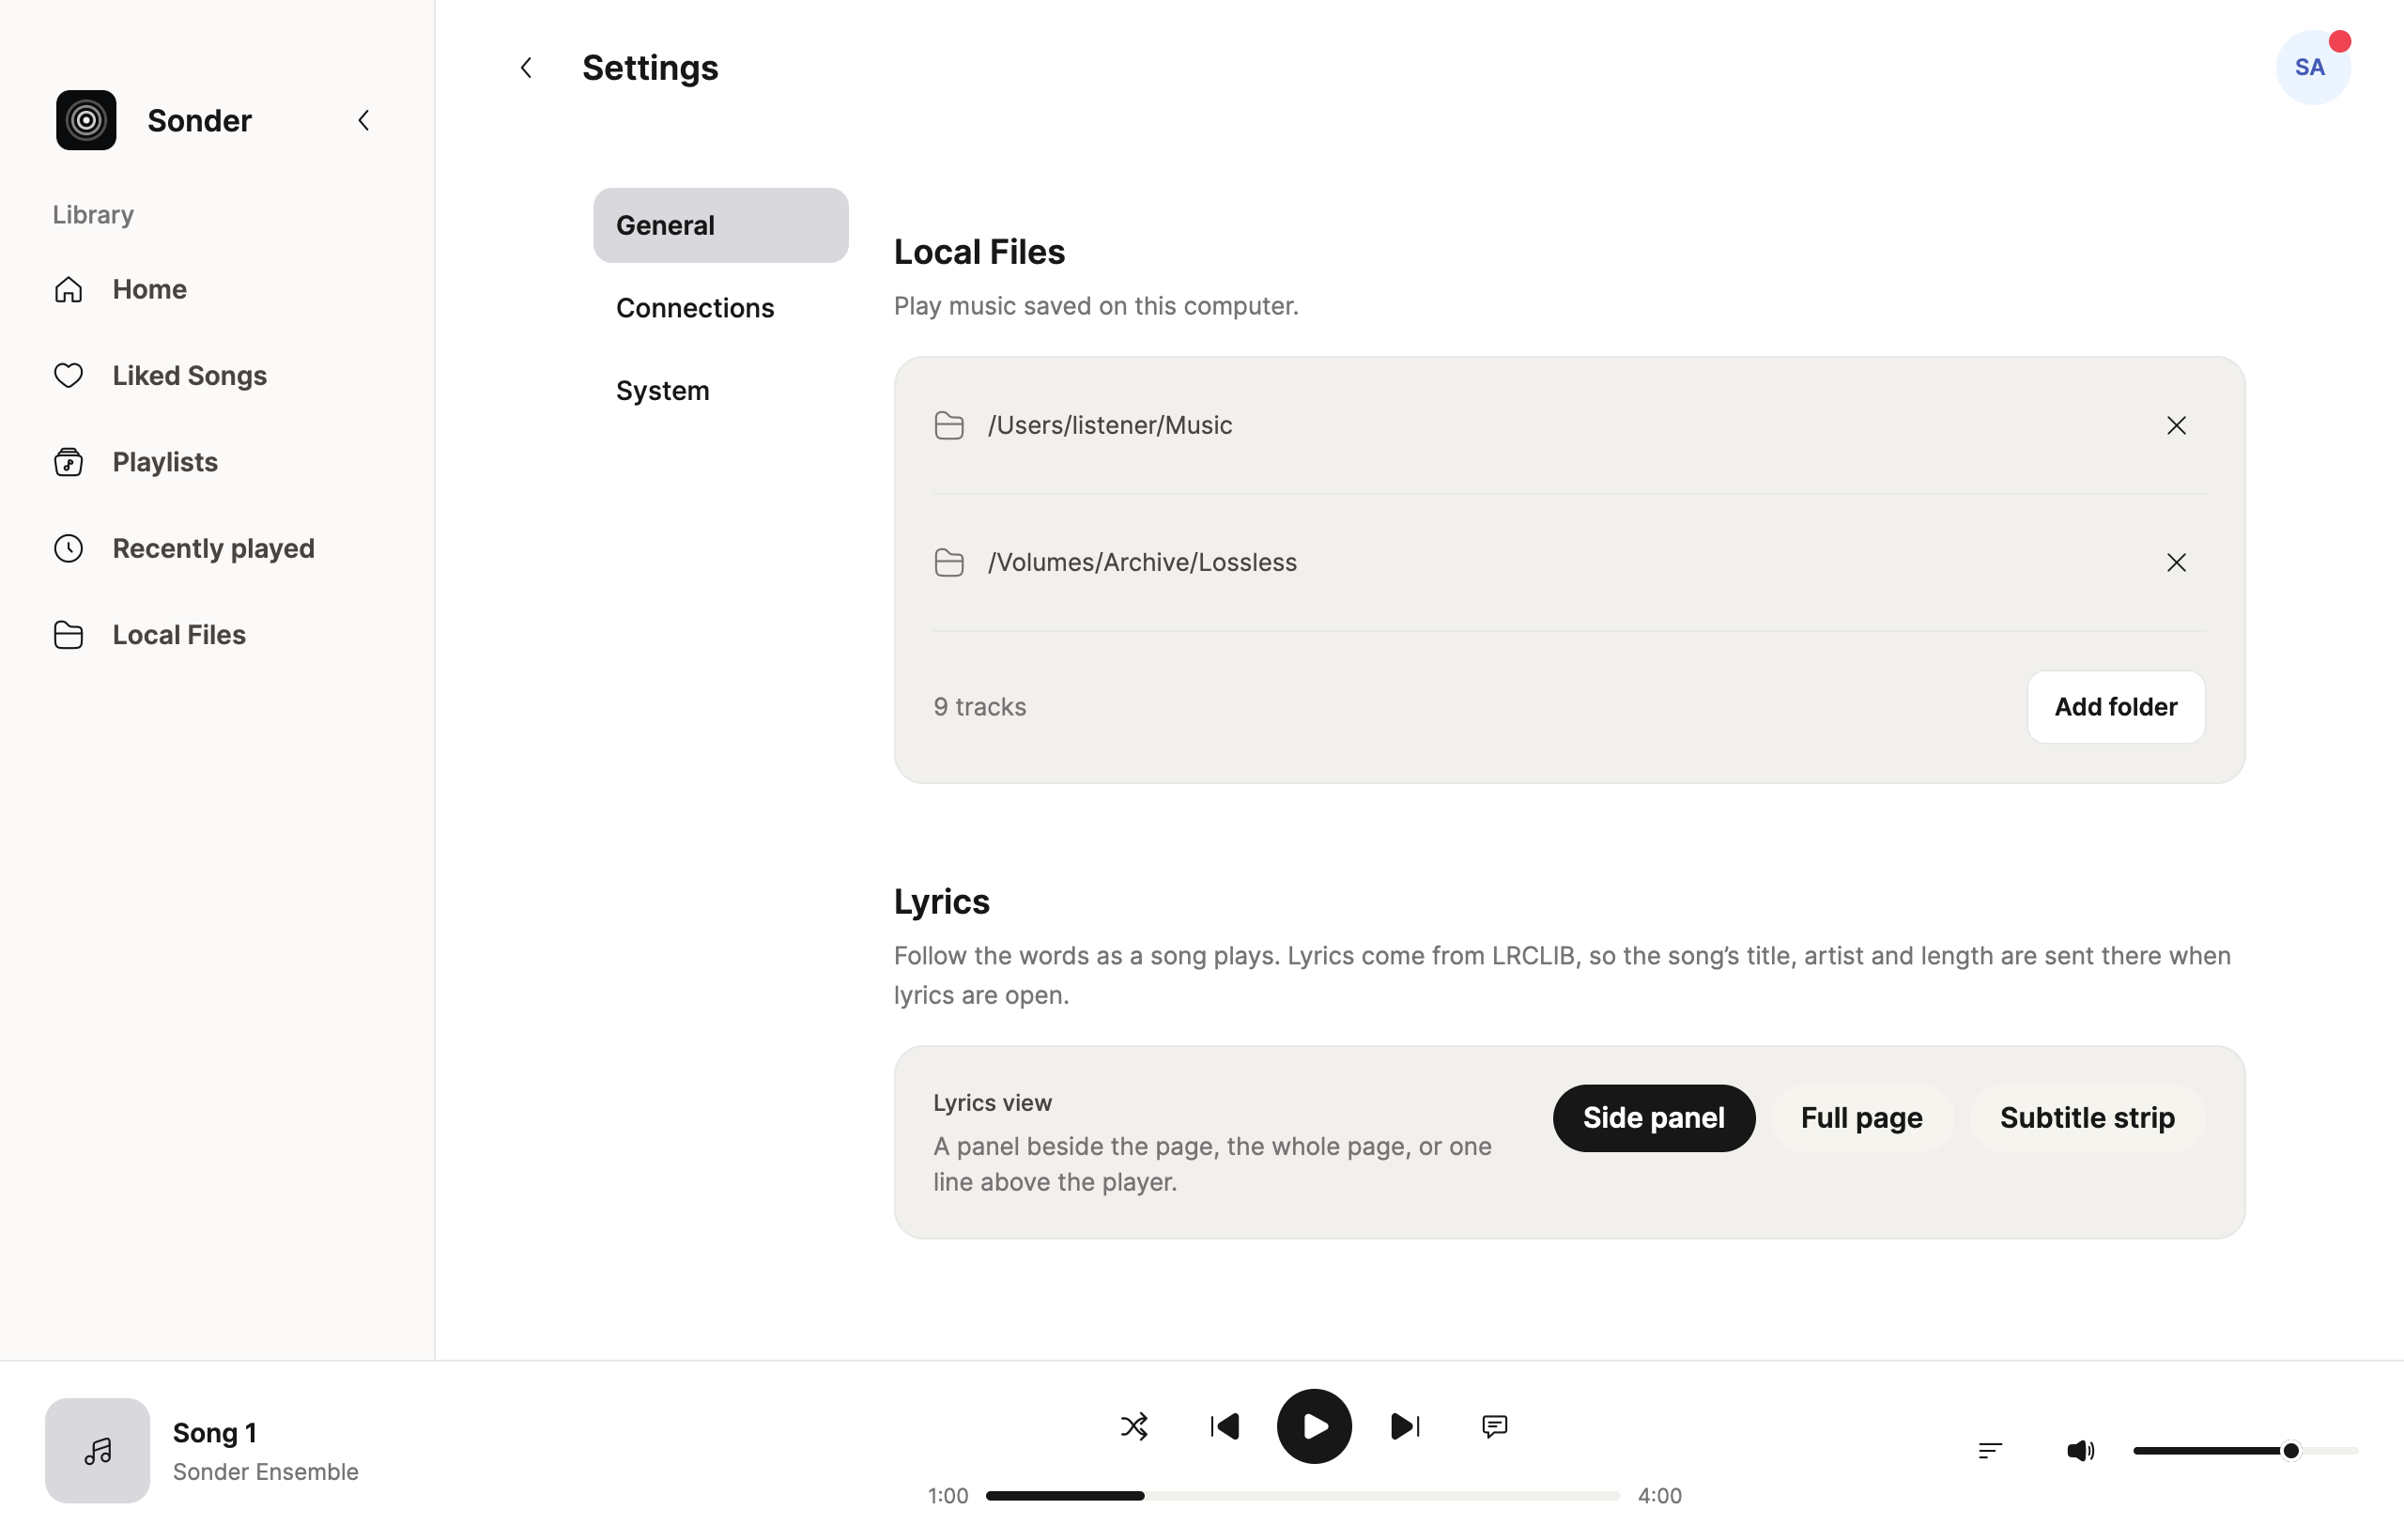 Settings
SA
Sonder
Library
Home
Liked Songs
Playlists
Recently played
Local Files
General
Connections
System
Local Files
Play music saved on this computer.
/Users/listener/Music
/Volumes/Archive/Lossless
9 tracks
Add folder
Lyrics
Follow the words as a song plays. Lyrics come from LRCLIB, so the song’s title, artist and length are sent there when
lyrics are open.
Lyrics view
A panel beside the page, the whole page, or one
line above the player.
Side panel
Full page
Subtitle strip
Song 1
Sonder Ensemble
1:00
4:00